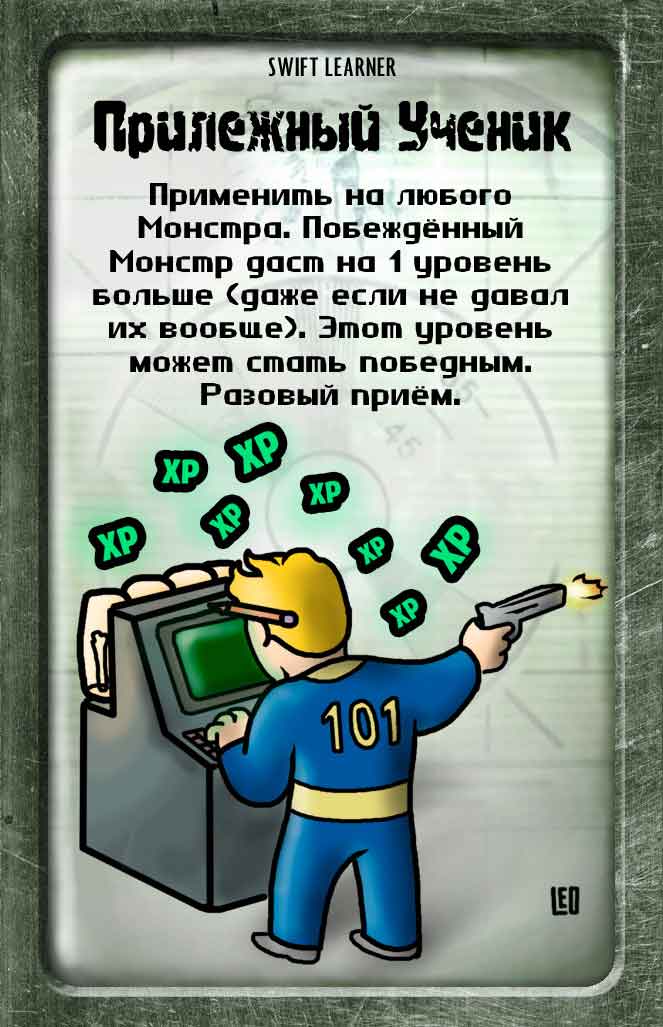 SWIFT LEARNER
Прилежный Ученик
Применить на любого
Монстра. Побеждённый
Монстр даст на 1 уровень
больше (даже если не давал
их вообще). Этот уровень
может стать победным.
Разовый приём.
45
XP
XP
XP
XP
XP
XP
XP
XP
101
LEO